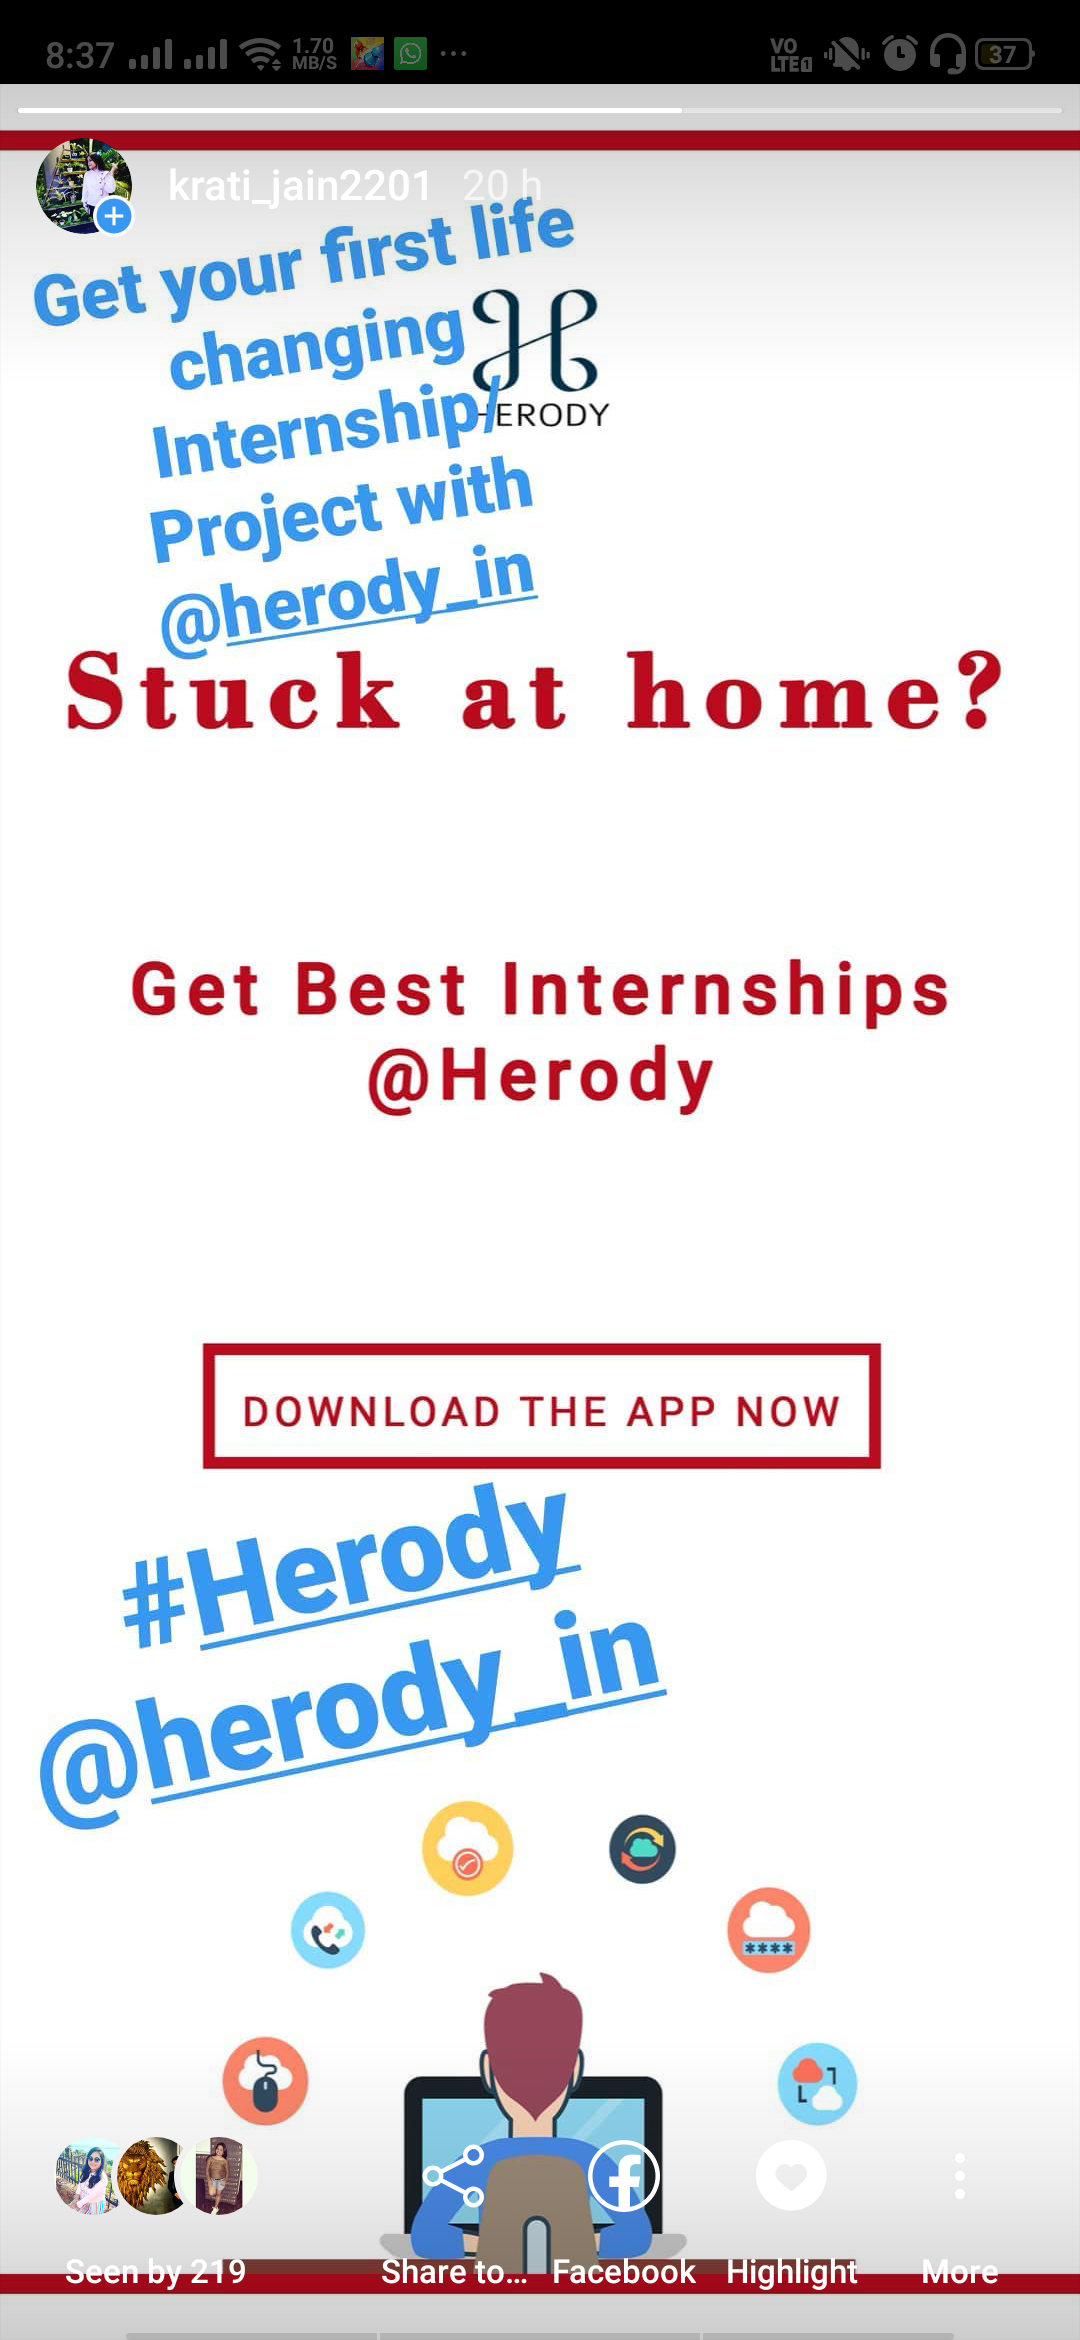 8:37 1.70 MB/S ... VO LTE1 37
krati_jain2201 20 h
Get your first life
changing
Internship/
Project with
@herody_in
HERODY
Stuck at home?
Get Best Internships
@Herody
DOWNLOAD THE APP NOW
#Herody
@herody_in
****
Seen by 219 Share to... Facebook Highlight More